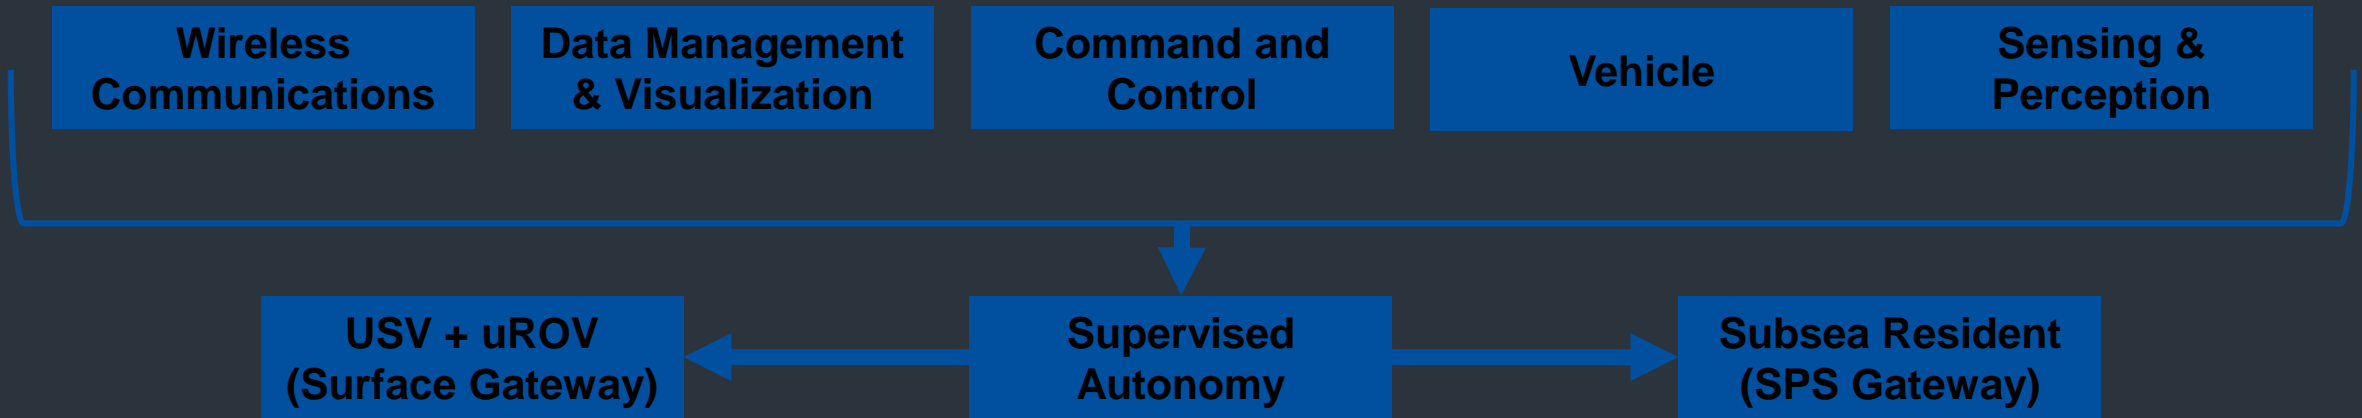 Wireless
Communications
Data Management
& Visualization
Command and
Control
Vehicle
Sensing &
Perception
USV + uROV
(Surface Gateway)
Supervised
Autonomy
Subsea Resident
(SPS Gateway)